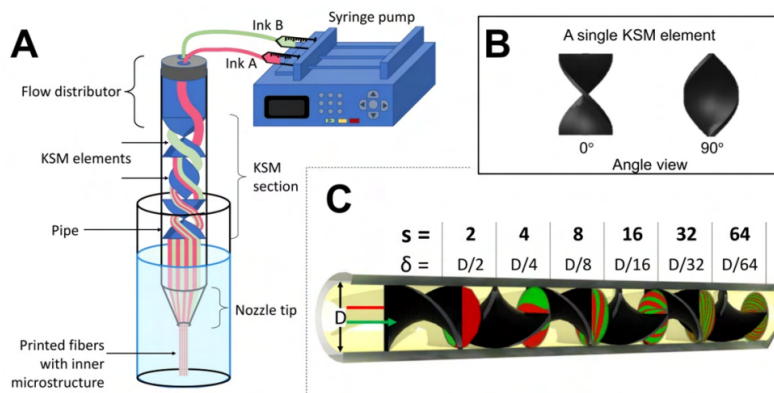 A
Ink B
Ink A
Syringe pump
Flow distributor
KSM elements
KSM
section
Pipe
Nozzle tip
Printed fibers
with inner
microstructure
B
A single KSM element
0°
90°
Angle view
C
s = 2 4 8 16 32 64
δ = D/2 D/4 D/8 D/16 D/32 D/64
D